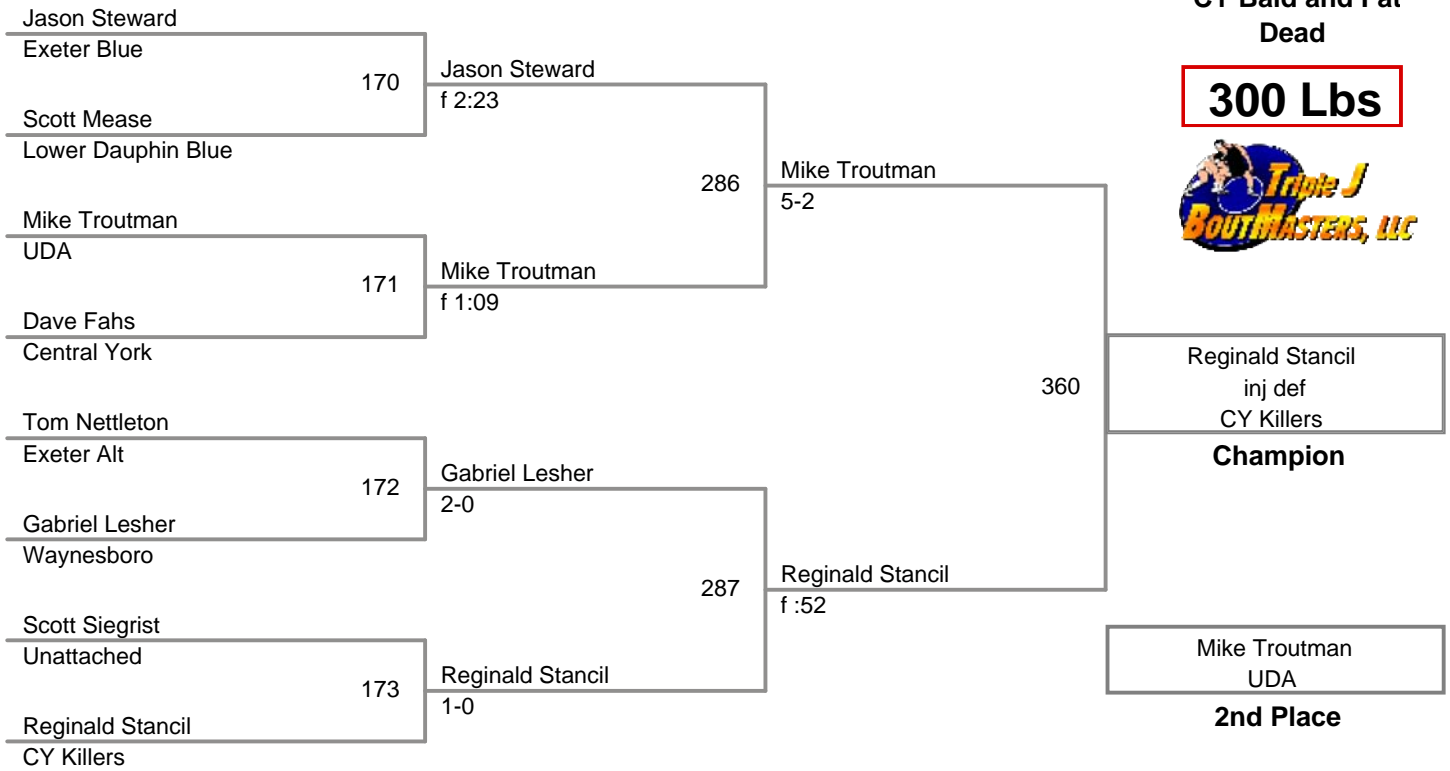 Dead
300 Lbs
Triple J
BoutMasters, LLC
Jason Steward
Exeter Blue
170
Scott Mease
Lower Dauphin Blue
Jason Steward
f 2:23
Mike Troutman
UDA
171
Dave Fahs
Central York
Mike Troutman
f 1:09
286
Mike Troutman
5-2
Tom Nettleton
Exeter Alt
172
Gabriel Lesher
Waynesboro
Gabriel Lesher
2-0
Scott Siegrist
Unattached
173
Reginald Stancil
CY Killers
Reginald Stancil
1-0
287
Reginald Stancil
f :52
360
Reginald Stancil
inj def
CY Killers
Champion
Mike Troutman
UDA
2nd Place